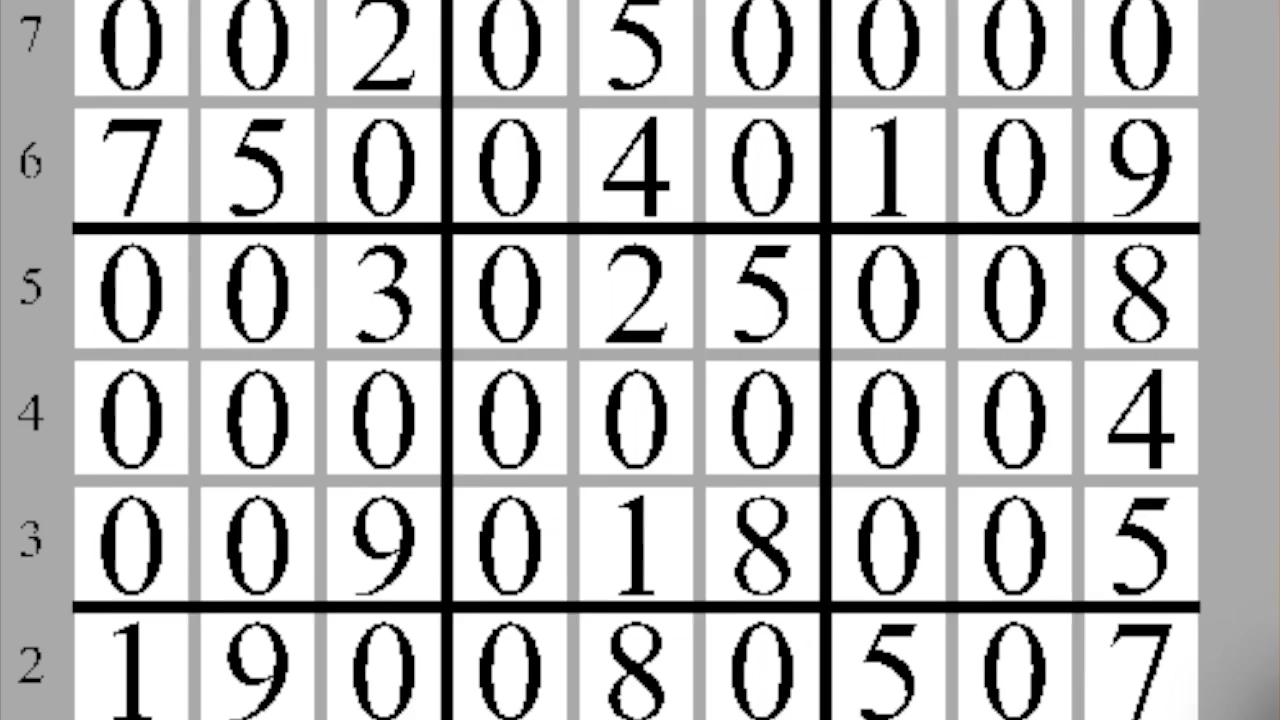 7 0 0 2 0 5 0 0 0 0
6 7 5 0 0 4 0 1 0 9
5 0 0 3 0 2 5 0 0 8
4 0 0 0 0 0 0 0 0 4
3 0 0 9 0 1 8 0 0 5
2 1 9 0 0 8 0 5 0 7